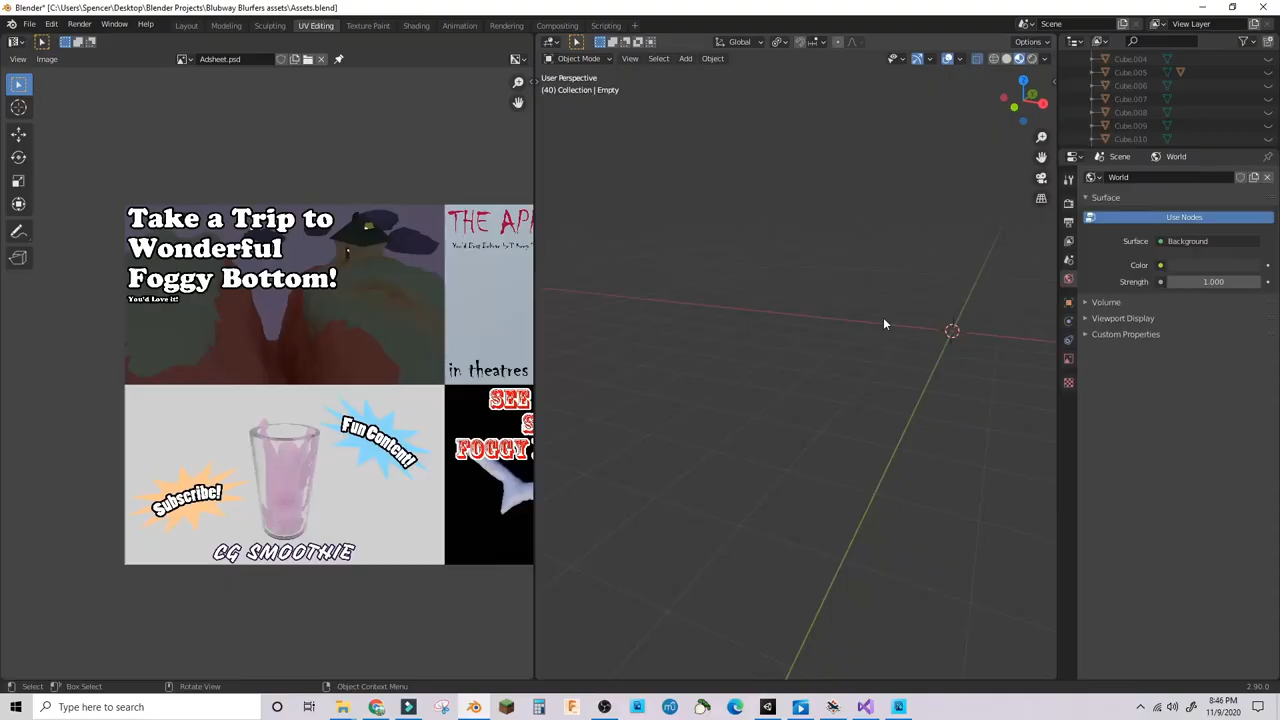 Blender* [C:\Users\Spencer\Desktop\Blender Projects\Blubway Blurfers assets\Assets.blend]
File Edit Render Window Help Layout Modeling Sculpting UV Editing Texture Paint Shading Animation Rendering Compositing Scripting + Scene View Layer
Global Options
View Image Adsheet.psd Object Mode View Select Add Object
User Perspective
(40) Collection | Empty
Cube.004
Cube.005
Cube.006
Cube.007
Cube.008
Cube.009
Cube.010
Scene World
World
Surface
Use Nodes
Surface Background
Color
Strength 1.000
Volume
Viewport Display
Custom Properties
Take a Trip to
Wonderful
Foggy Bottom!
You'd Love it!
THE
in theatres
Fun Content!
Subscribe!
CG SMOOTHIE
SEE
S
FOGGY
Select Box Select Rotate View Object Context Menu 2.90.0
Type here to search
8:46 PM
11/9/2020